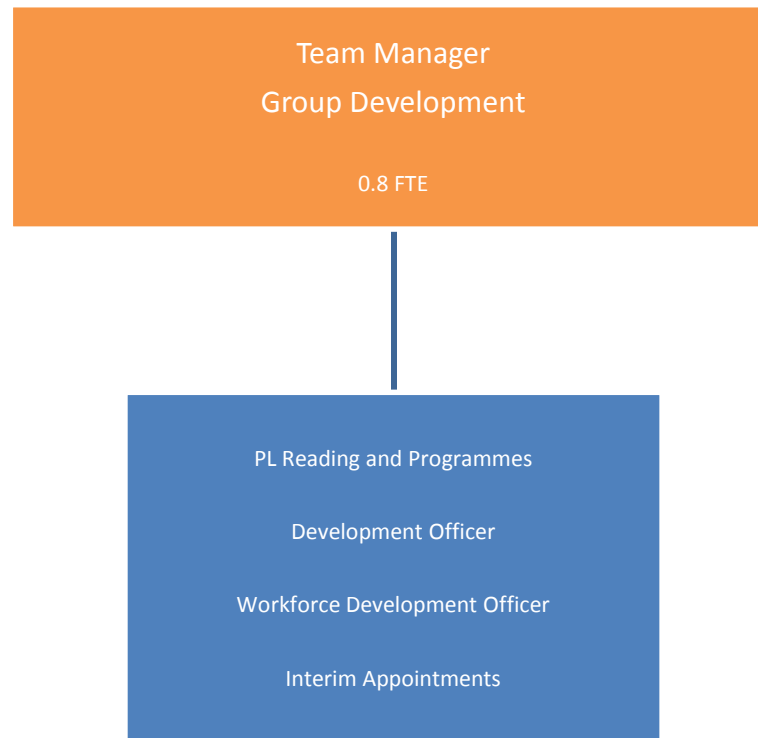 Team Manager
Group Development
0.8 FTE
PL Reading and Programmes
Development Officer
Workforce Development Officer
Interim Appointments